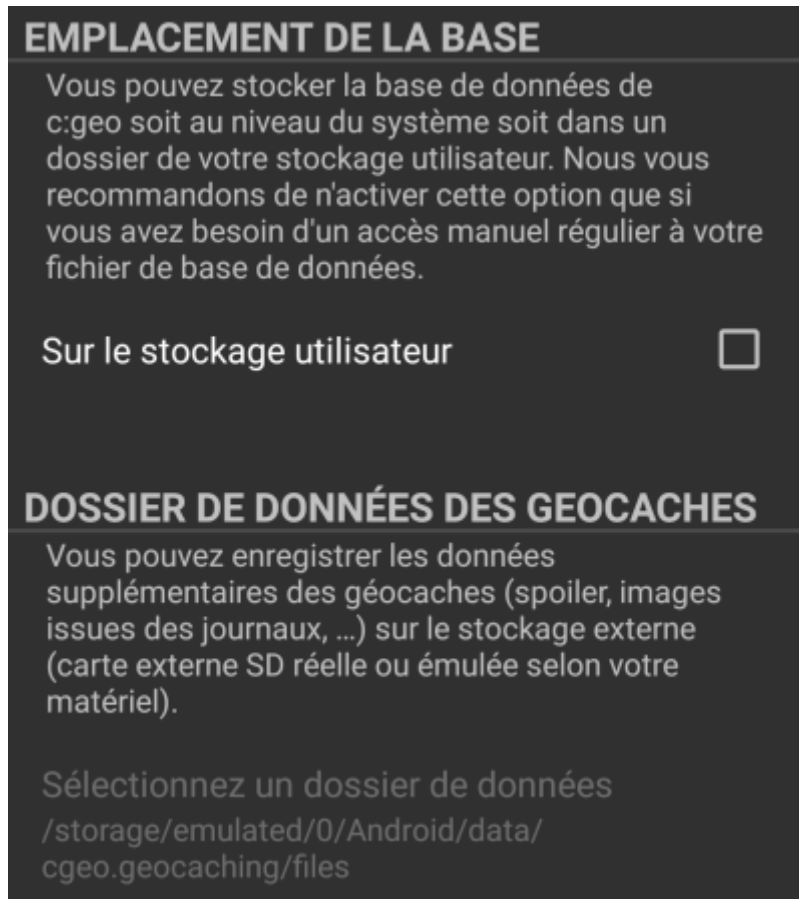 EMPLACEMENT DE LA BASE
Vous pouvez stocker la base de données de
c:geo soit au niveau du système soit dans un
dossier de votre stockage utilisateur. Nous vous
recommandons de n'activer cette option que si
vous avez besoin d'un accès manuel régulier à votre
fichier de base de données.
Sur le stockage utilisateur
DOSSIER DE DONNÉES DES GEOCACHES
Vous pouvez enregistrer les données
supplémentaires des géocaches (spoiler, images
issues des journaux, …) sur le stockage externe
(carte externe SD réelle ou émulée selon votre
matériel).
Sélectionnez un dossier de données
/storage/emulated/0/Android/data/
cgeo.geocaching/files